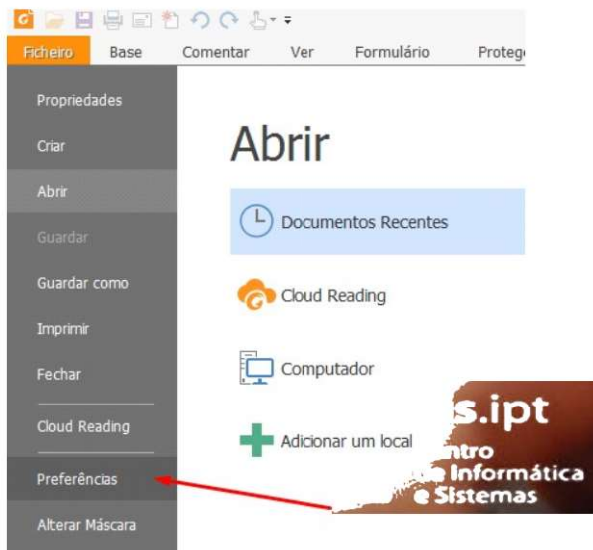 Ficheiro Base Comentar Ver Formulário
Propriedades
Criar
Abrir
Guardar
Guardar como
Imprimir
Fechar
Cloud Reading
Preferências
Alterar Máscara
Abrir
Documentos Recentes
Cloud Reading
Computador
Adicionar um local
s.ipt
Informática
e Sistemas